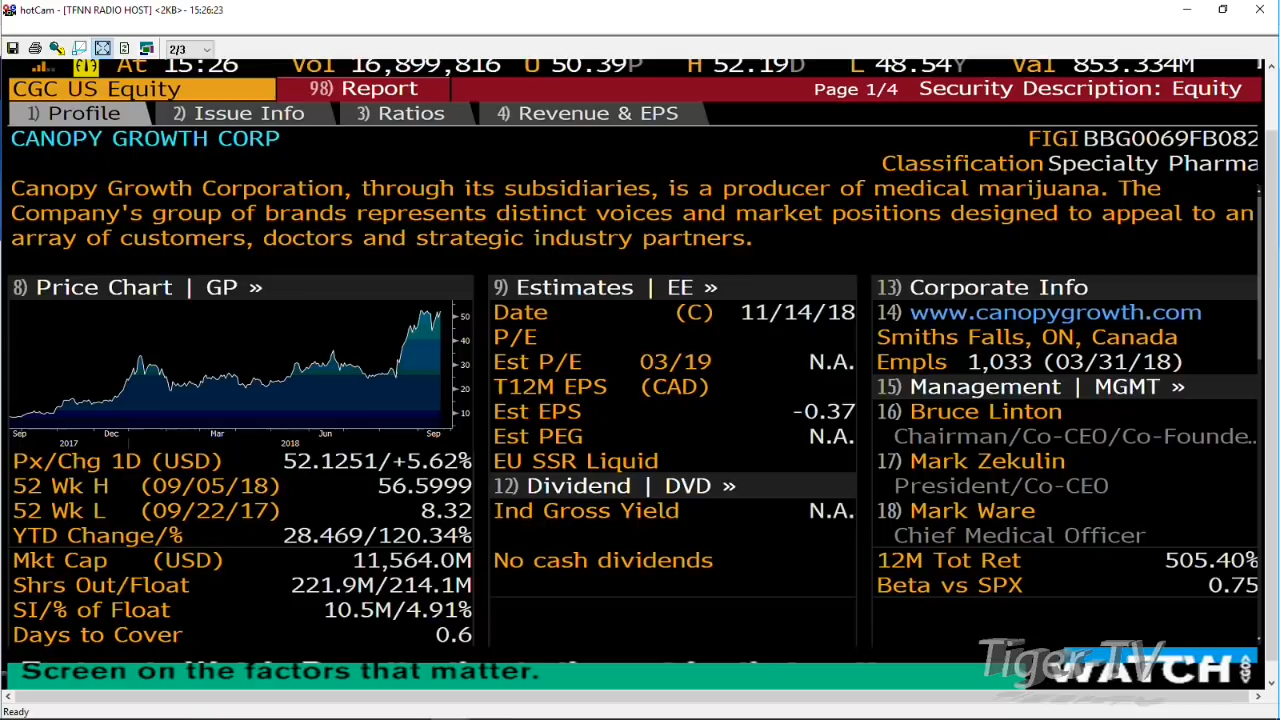 hotCam - [TFNN RADIO HOST] <2KB> - 15:26:23
2/3
At 15:26 Vol 16,899,816 O 50.39P H 52.19D L 48.54Y Val 853.334M
CGC US Equity 98) Report Page 1/4 Security Description: Equity
1) Profile 2) Issue Info 3) Ratios 4) Revenue & EPS
CANOPY GROWTH CORP FIGI BBG0069FB082
Classification Specialty Pharma
Canopy Growth Corporation, through its subsidiaries, is a producer of medical marijuana. The
Company's group of brands represents distinct voices and market positions designed to appeal to an
array of customers, doctors and strategic industry partners.
8) Price Chart | GP »
50
40
30
20
10
Sep Dec Mar Jun Sep
2017 2018
Px/Chg 1D (USD) 52.1251/+5.62%
52 Wk H (09/05/18) 56.5999
52 Wk L (09/22/17) 8.32
YTD Change/% 28.469/120.34%
Mkt Cap (USD) 11,564.0M
Shrs Out/Float 221.9M/214.1M
SI/% of Float 10.5M/4.91%
Days to Cover 0.6
9) Estimates | EE »
Date (C) 11/14/18
P/E
Est P/E 03/19 N.A.
T12M EPS (CAD)
Est EPS -0.37
Est PEG N.A.
EU SSR Liquid
12) Dividend | DVD »
Ind Gross Yield N.A.
No cash dividends
13) Corporate Info
14) www.canopygrowth.com
Smiths Falls, ON, Canada
Empls 1,033 (03/31/18)
15) Management | MGMT »
16) Bruce Linton
Chairman/Co-CEO/Co-Founde..
17) Mark Zekulin
President/Co-CEO
18) Mark Ware
Chief Medical Officer
12M Tot Ret 505.40%
Beta vs SPX 0.75
Screen on the factors that matter.
Tiger TV
WATCH
Ready